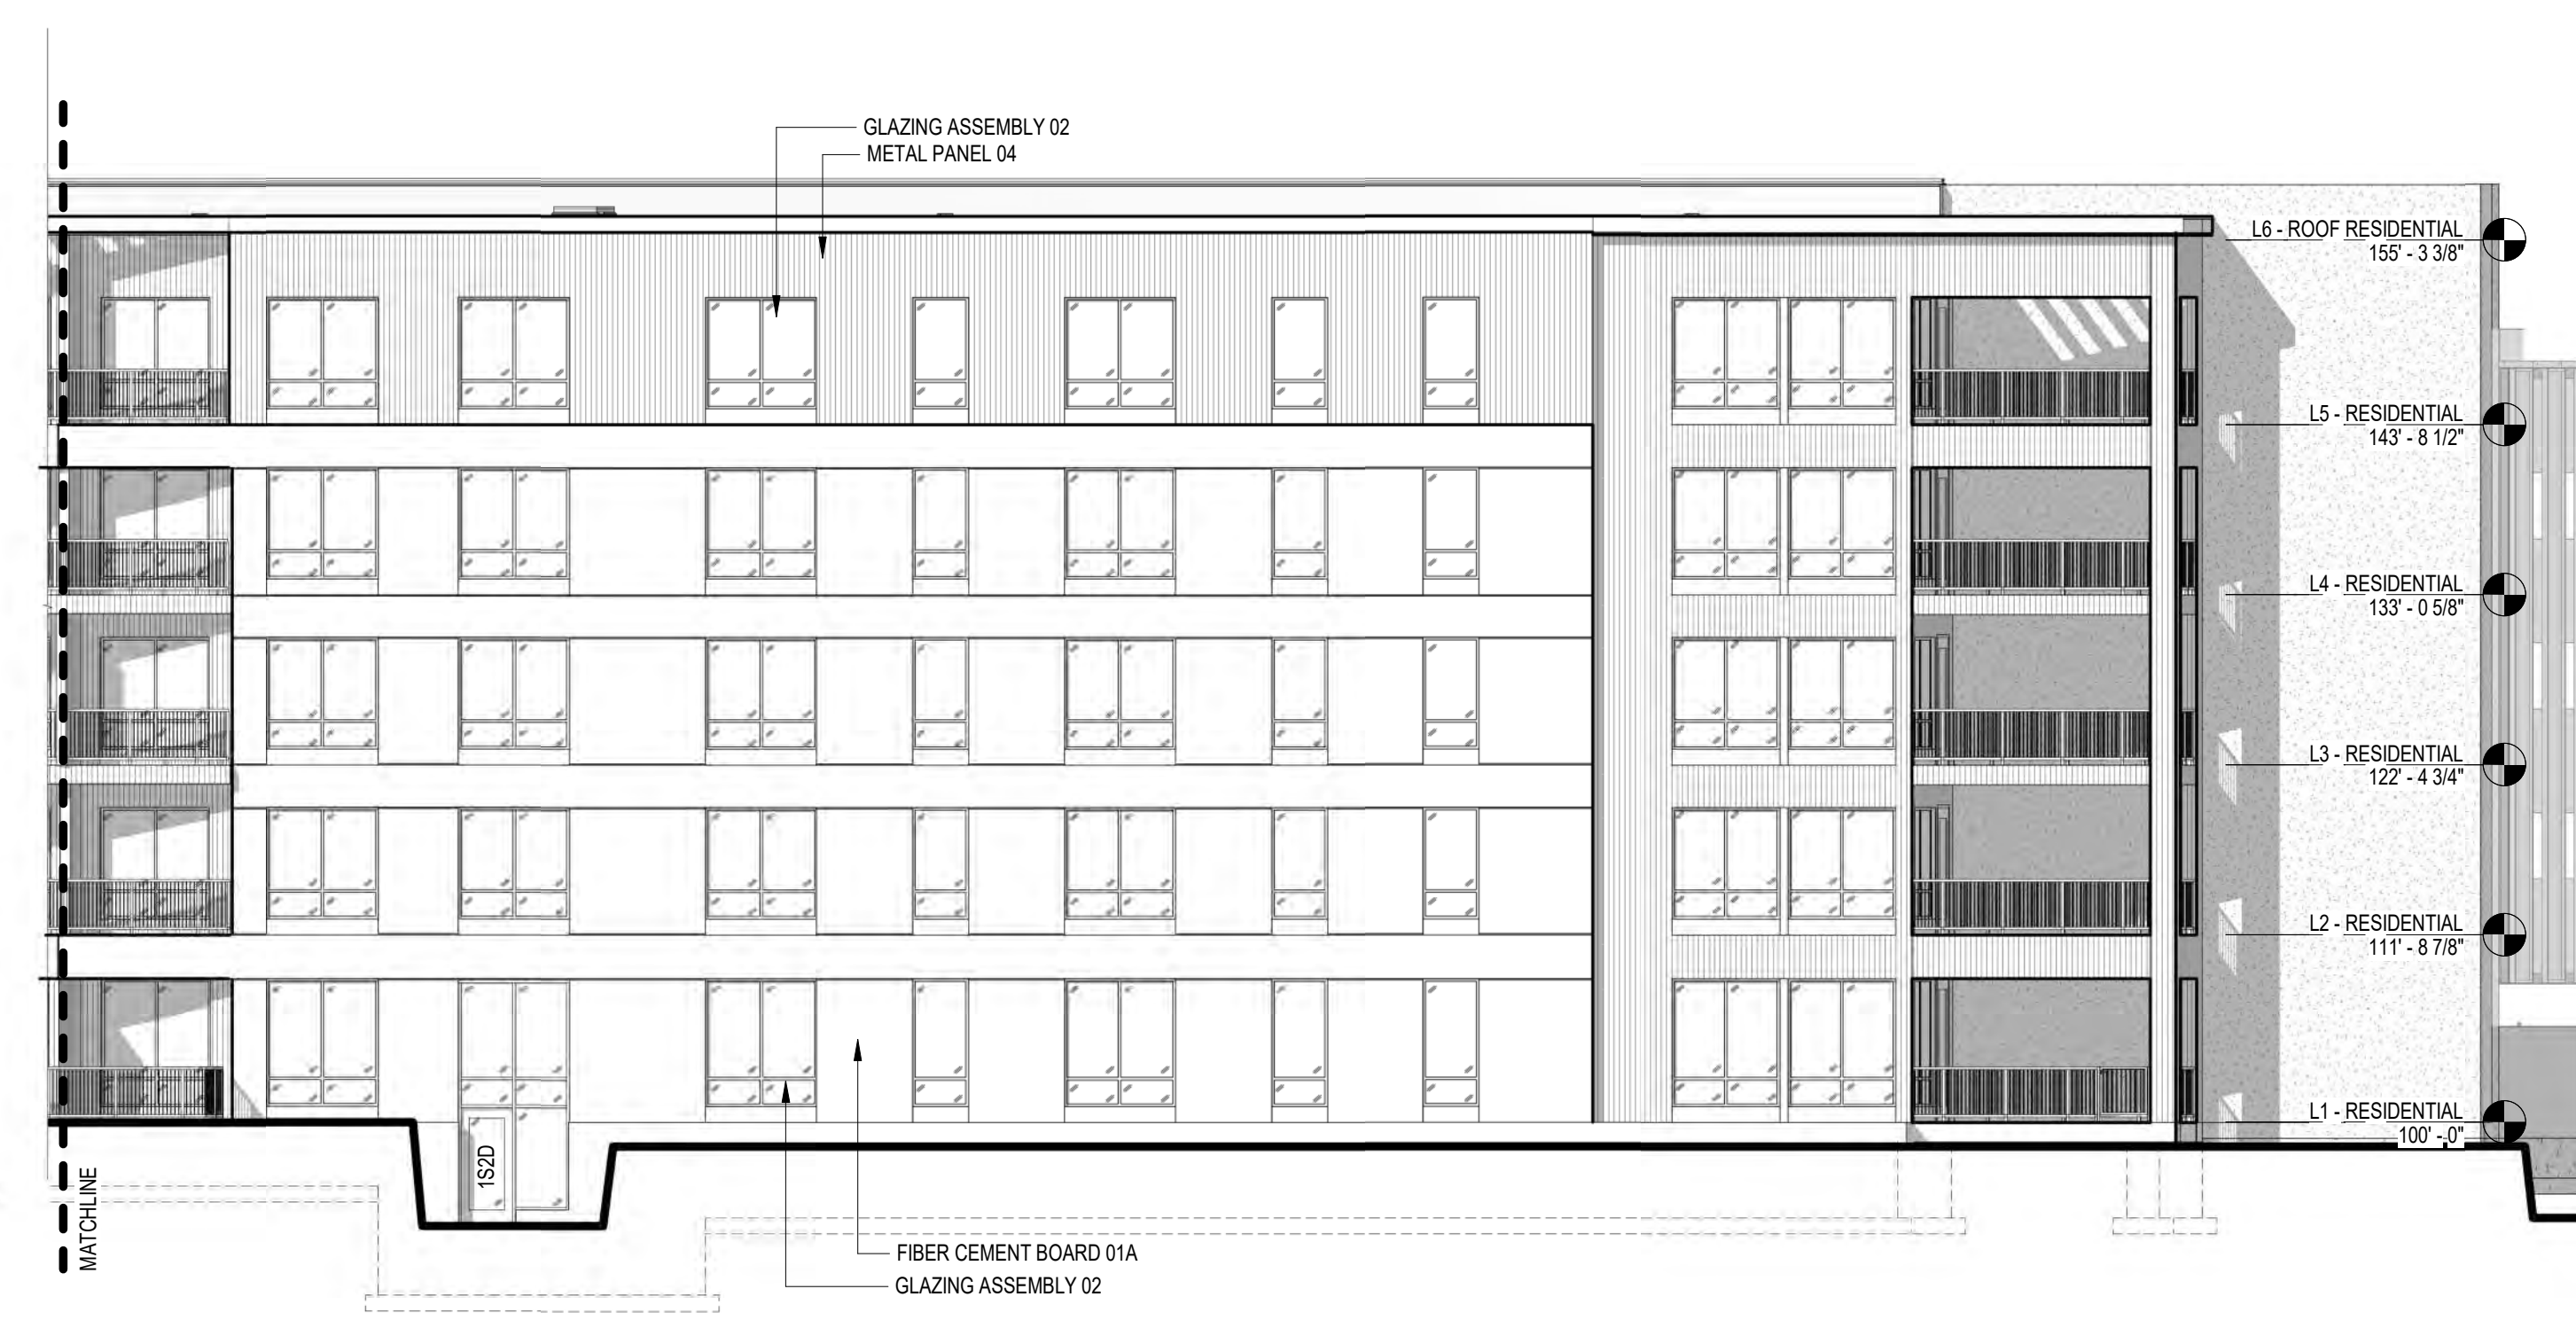 GLAZING ASSEMBLY 02
METAL PANEL 04
L6 - ROOF RESIDENTIAL
155' - 3 3/8"
L5 - RESIDENTIAL
143' - 8 1/2"
L4 - RESIDENTIAL
133' - 0 5/8"
L3 - RESIDENTIAL
122' - 4 3/4"
L2 - RESIDENTIAL
111' - 8 7/8"
L1 - RESIDENTIAL
100' - 0"
1S2D
MATCHLINE
FIBER CEMENT BOARD 01A
GLAZING ASSEMBLY 02